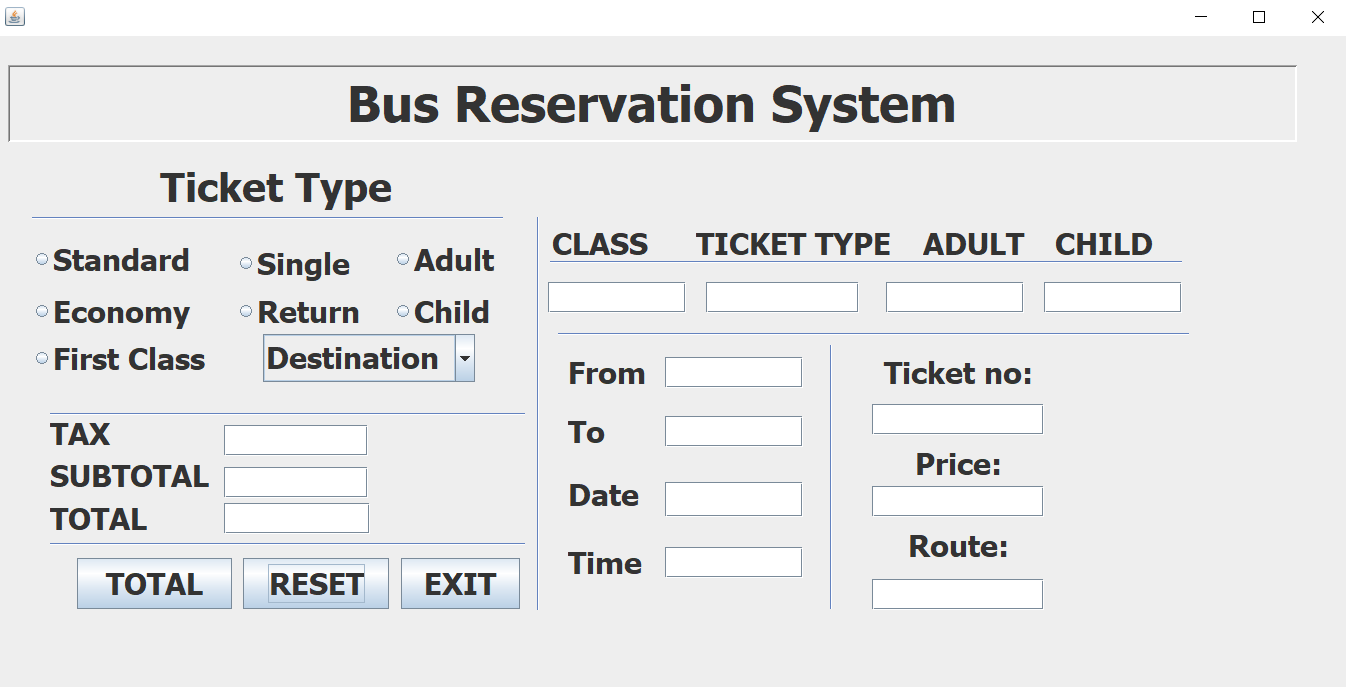 Bus Reservation System
Ticket Type
Standard Single Adult
Economy Return Child
First Class Destination
TAX
SUBTOTAL
TOTAL
TOTAL RESET EXIT
CLASS TICKET TYPE ADULT CHILD
From
To
Date
Time
Ticket no:
Price:
Route: